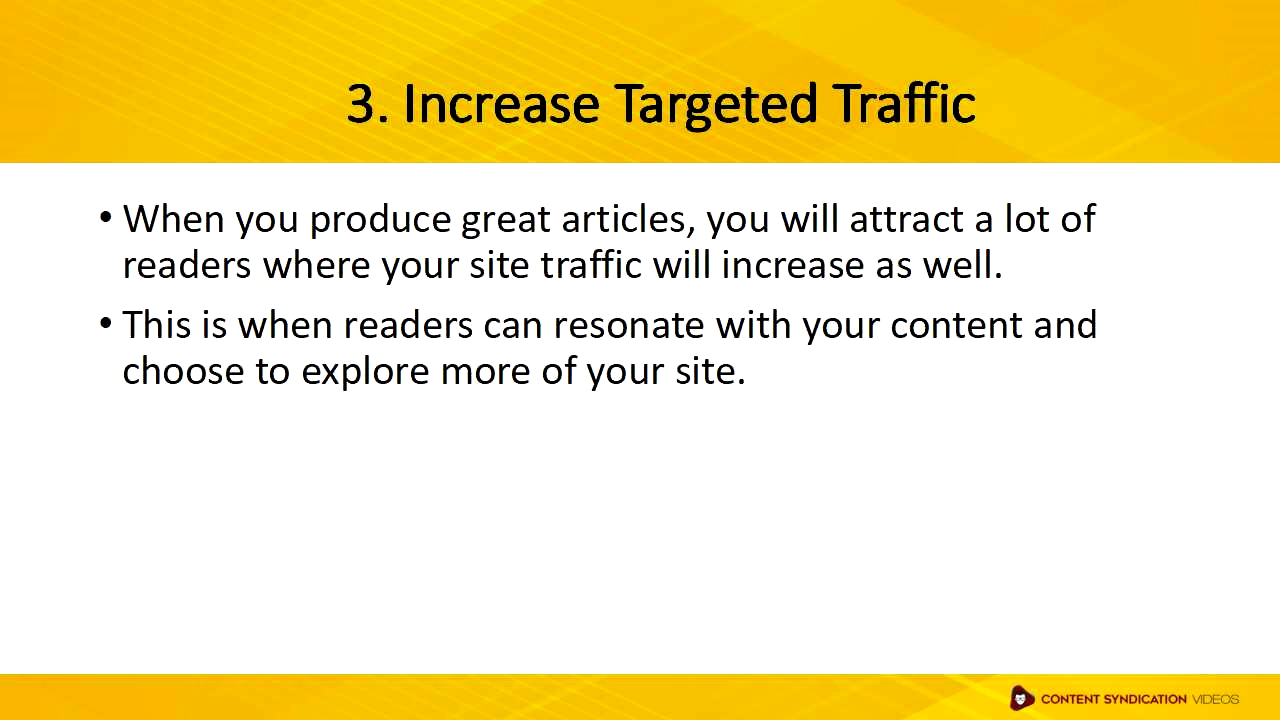 3. Increase Targeted Traffic
• When you produce great articles, you will attract a lot of
readers where your site traffic will increase as well.
• This is when readers can resonate with your content and
choose to explore more of your site.
CONTENT SYNDICATION VIDEOS